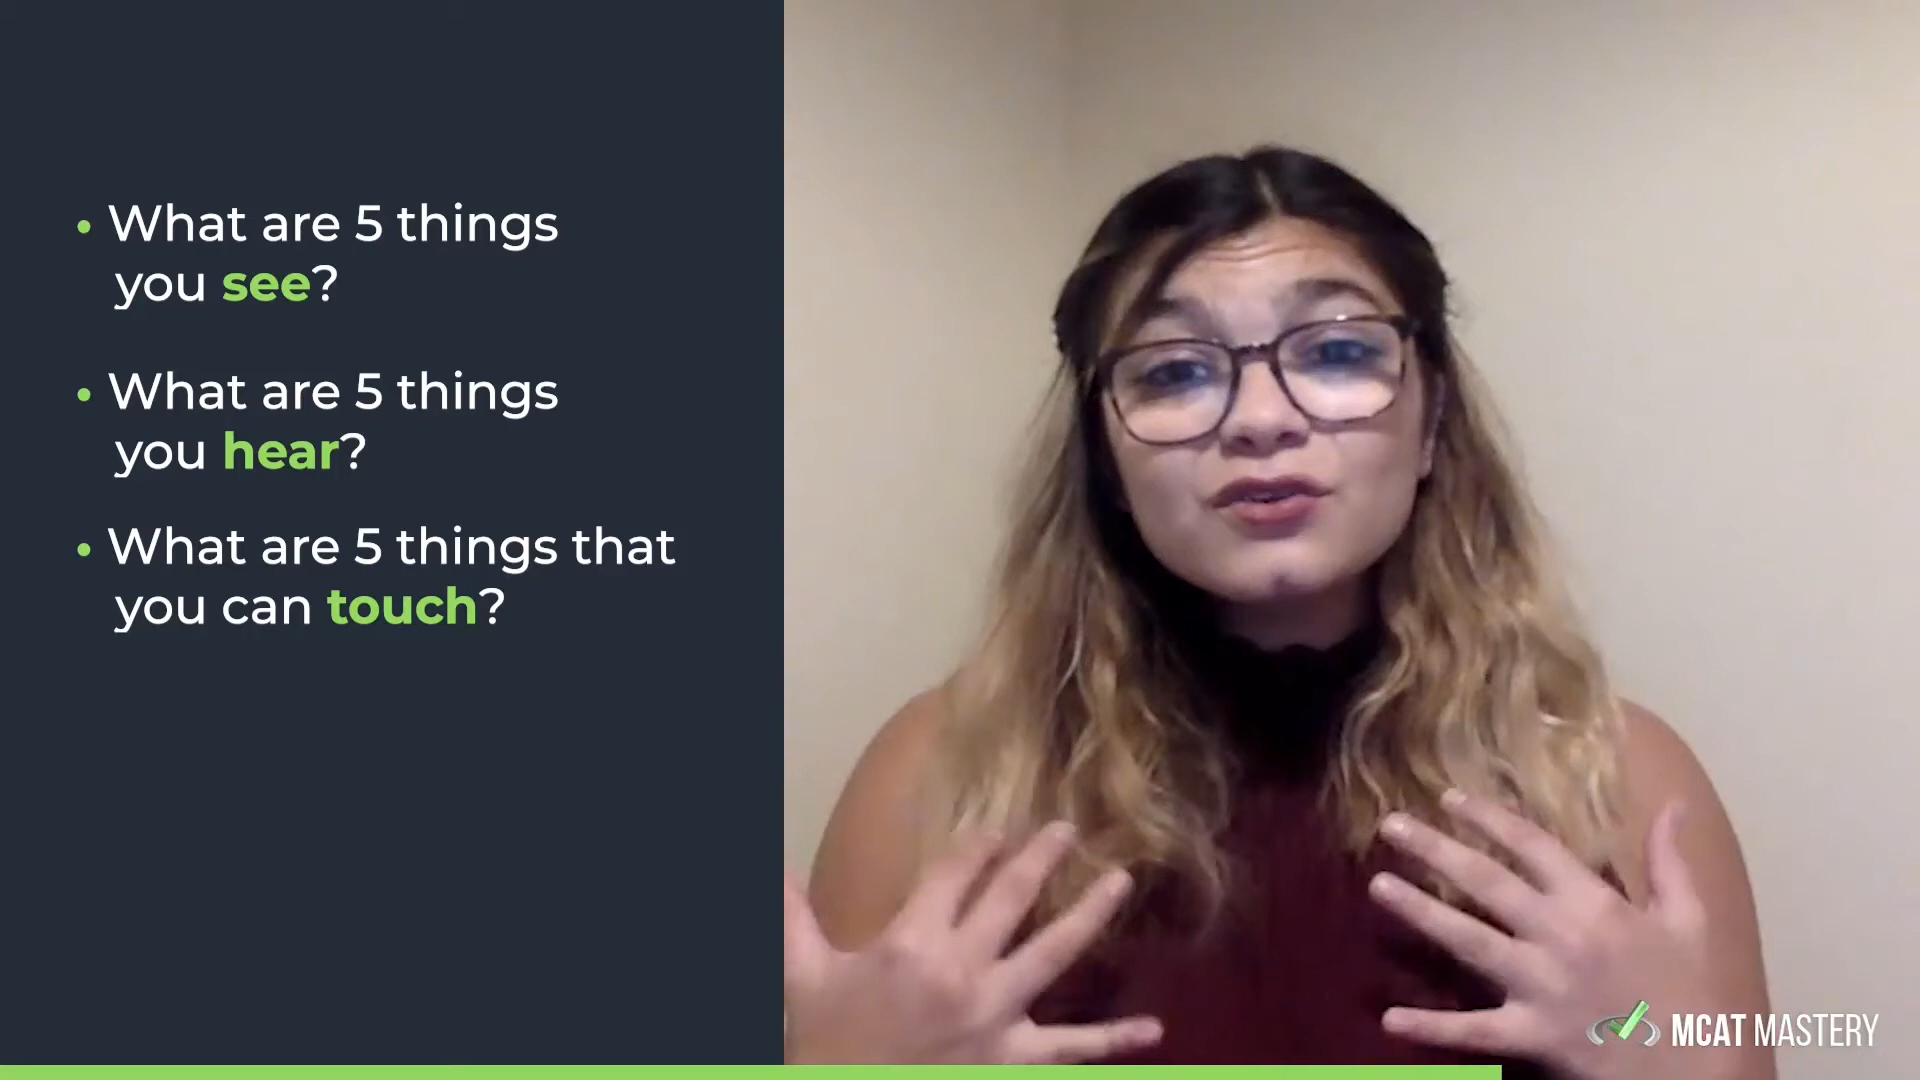 • What are 5 things
you see?
• What are 5 things
you hear?
• What are 5 things that
you can touch?
MCAT MASTERY